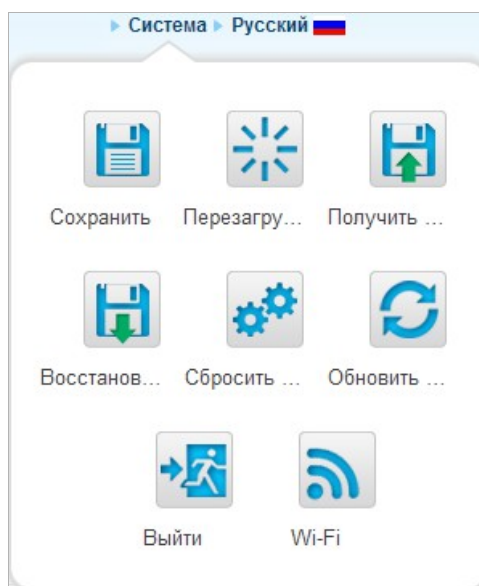 Система Русский
Сохранить Перезагру... Получить ...
Восстанов... Сбросить ... Обновить ...
Выйти Wi-Fi